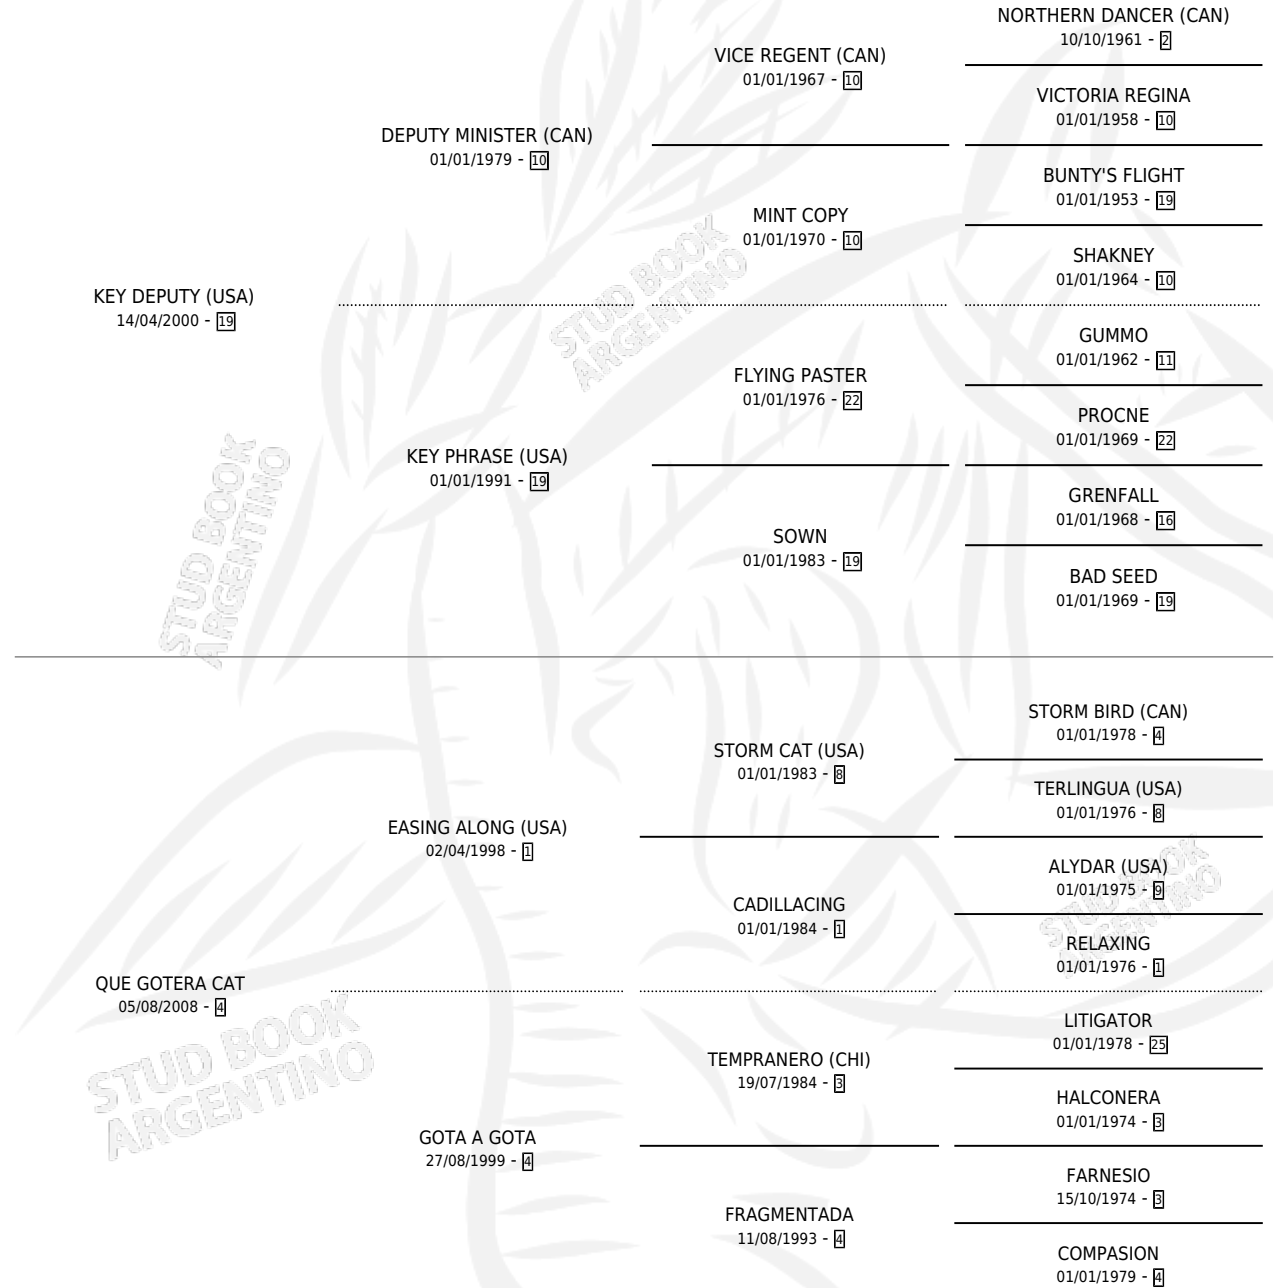 NORTHERN DANCER (CAN)
10/10/1961 - 2
VICE REGENT (CAN)
01/01/1967 - 10
VICTORIA REGINA
01/01/1958 - 10
DEPUTY MINISTER (CAN)
01/01/1979 - 10
BUNTY'S FLIGHT
01/01/1953 - 19
MINT COPY
01/01/1970 - 10
SHAKNEY
01/01/1964 - 10
KEY DEPUTY (USA)
14/04/2000 - 19
GUMMO
01/01/1962 - 11
FLYING PASTER
01/01/1976 - 22
PROCNE
01/01/1969 - 22
KEY PHRASE (USA)
01/01/1991 - 19
GRENFALL
01/01/1968 - 16
SOWN
01/01/1983 - 19
BAD SEED
01/01/1969 - 19
STUD BOOK
ARGENTINO
STUD BOOK
ARGENTINO
STORM BIRD (CAN)
01/01/1978 - 4
STORM CAT (USA)
01/01/1983 - 8
TERLINGUA (USA)
01/01/1976 - 8
EASING ALONG (USA)
02/04/1998 - 1
ALYDAR (USA)
01/01/1975 - 9
CADILLACING
01/01/1984 - 1
RELAXING
01/01/1976 - 1
QUE GOTERA CAT
05/08/2008 - 4
LITIGATOR
01/01/1978 - 25
TEMPRANERO (CHI)
19/07/1984 - 3
HALCONERA
01/01/1974 - 3
GOTA A GOTA
27/08/1999 - 4
FARNESIO
15/10/1974 - 3
FRAGMENTADA
11/08/1993 - 4
COMPASION
01/01/1979 - 4
STUD BOOK
ARGENTINO
STUD BOOK
ARGENTINO